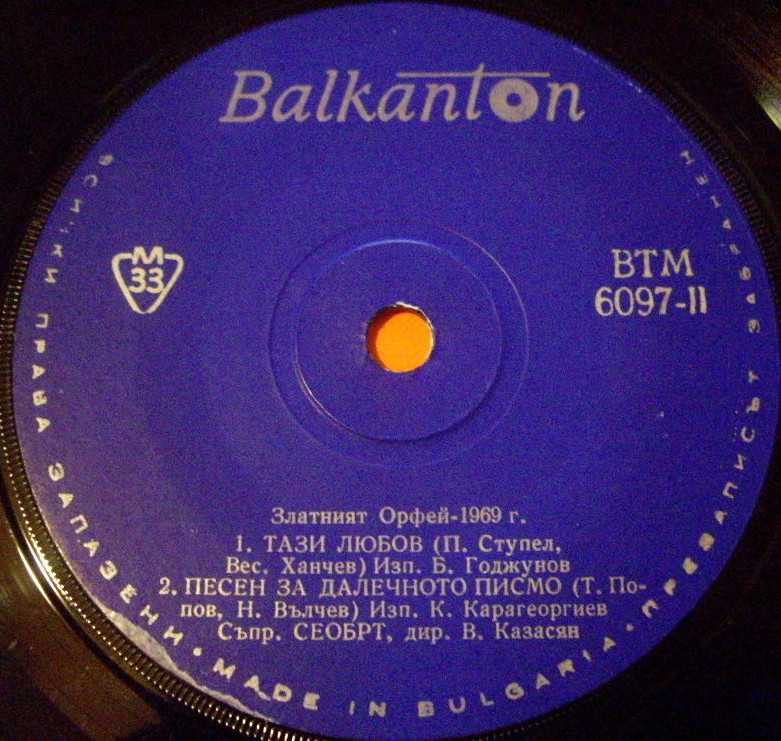 Balkanton
М
33
ВТМ
6097-II
Златният Орфей-1969 г.
1. ТАЗИ ЛЮБОВ (П. Ступел,
Вес. Ханчев) Изп. Б. Годжунов
2. ПЕСЕН ЗА ДАЛЕЧНОТО ПИСМО (Т. По-
пов, Н. Вълчев) Изп. К. Карагеоргиев
Съпр. СЕОБРТ, дир. В. Казасян
ВСИЧКИ ПРАВА ЗАПАЗЕНИ • MADE IN BULGARIA • ПРЕЗАПИСЪТ ЗАБРАНЕН